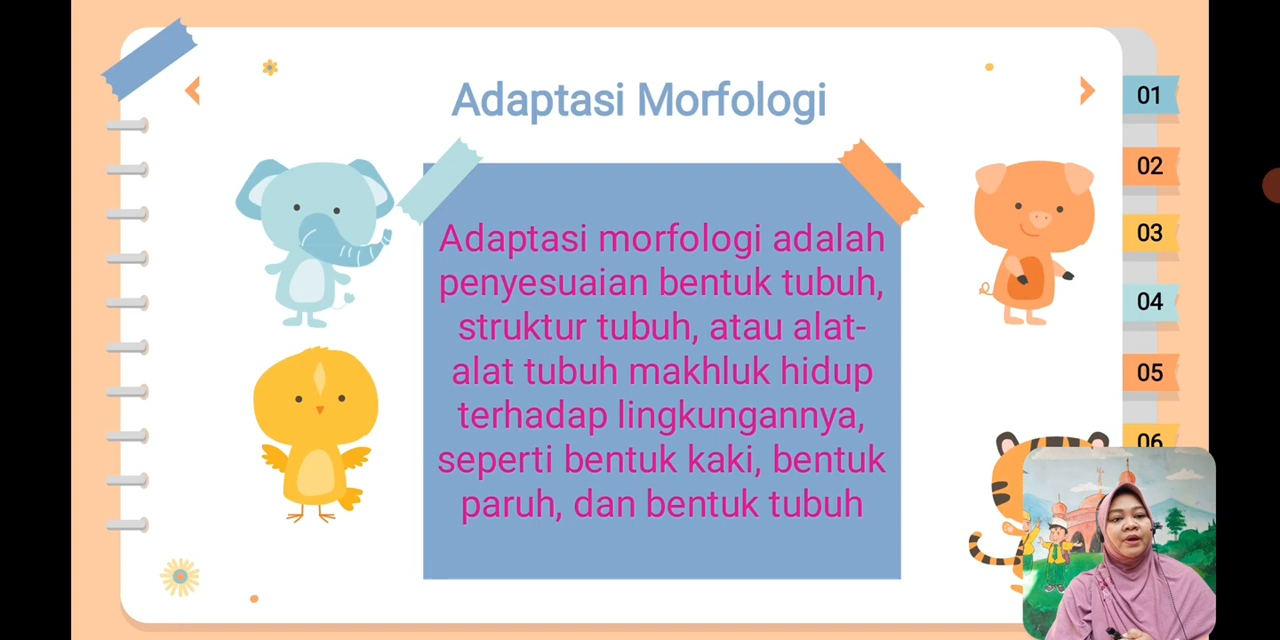 Adaptasi Morfologi
Adaptasi morfologi adalah
penyesuaian bentuk tubuh,
struktur tubuh, atau alat-
alat tubuh makhluk hidup
terhadap lingkungannya,
seperti bentuk kaki, bentuk
paruh, dan bentuk tubuh
01
02
03
04
05
06